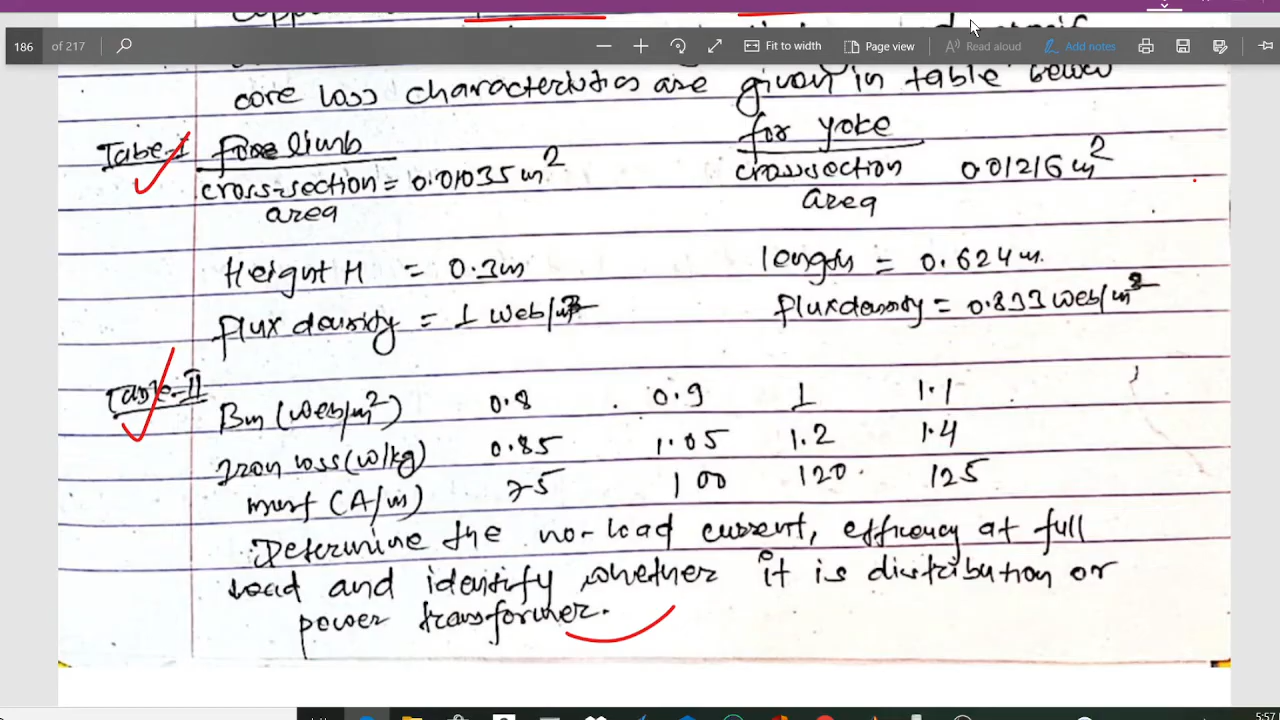 186 of 217 Fit to width Page view Read aloud Add notes
core loss characteristics are given in table below
Table-I
for limb
for yoke
cross-section = 0.01035 m²
area
crossection 0.01216 m²
area
Height H = 0.3m
length = 0.624 m.
flux density = 1 web/m²
fluxdensity = 0.833 web/m²
Table-II
Bm (web/m²) 0.8 0.9 1 1.1
Iron loss (w/kg) 0.85 1.05 1.2 1.4
mmf (A/m) 75 100 120 125
Determine the no-load current, efficency at full
load and identify whether it is distribution or
power transformer.
5:57